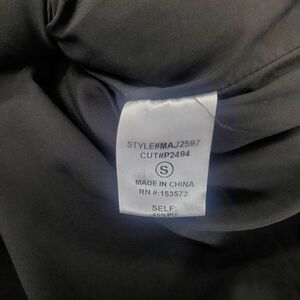 STYLE#MAJ2597
CUT#P2494
S
MADE IN CHINA
RN #:153572
SELF: